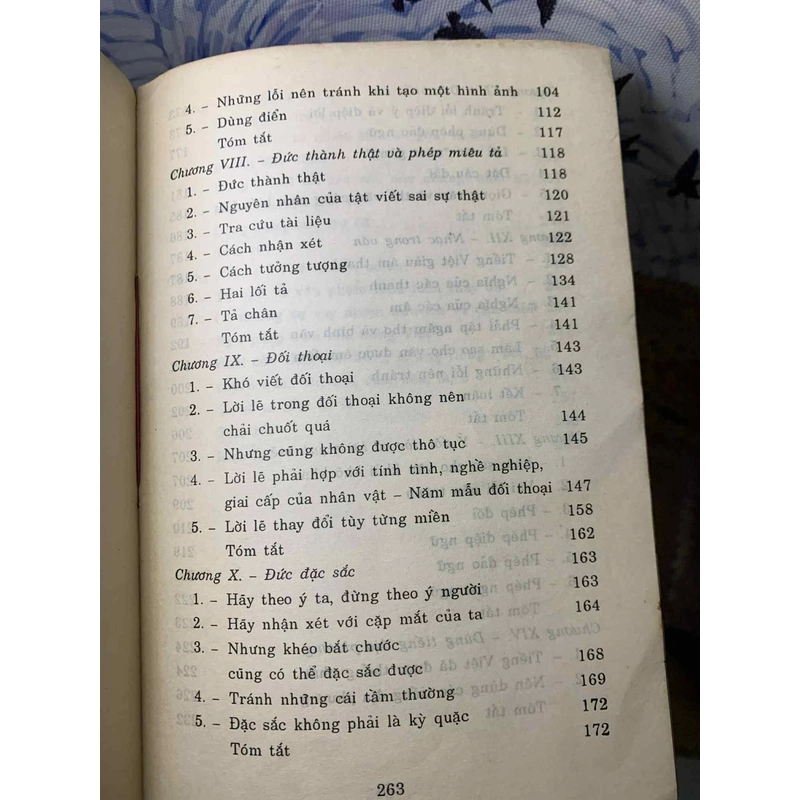 4. – Những lỗi nên tránh khi tạo một hình ảnh 104
5. – Dùng điển 112
Tóm tắt 117
Chương VIII. – Đức thành thật và phép miêu tả 118
1. – Đức thành thật 118
2. – Nguyên nhân của tật viết sai sự thật 120
3. – Tra cứu tài liệu 121
4. – Cách nhận xét 122
5. – Cách tưởng tượng 128
6. – Hai lối tả 134
7. – Tả chân 141
Tóm tắt 141
Chương IX. – Đối thoại 143
1. – Khó viết đối thoại 143
2. – Lời lẽ trong đối thoại không nên
chải chuốt quá 144
3. – Nhưng cũng không được thô tục 145
4. – Lời lẽ phải hợp với tính tình, nghề nghiệp,
giai cấp của nhân vật – Năm mẫu đối thoại 147
5. – Lời lẽ thay đổi tùy từng miền 158
Tóm tắt 162
Chương X. – Đức đặc sắc 163
1. – Hãy theo ý ta, đừng theo ý người 163
2. – Hãy nhận xét với cặp mắt của ta 164
3. – Nhưng khéo bắt chước
cũng có thể đặc sắc được 168
4. – Tránh những cái tầm thường 169
5. – Đặc sắc không phải là kỳ quặc 172
Tóm tắt 172
263